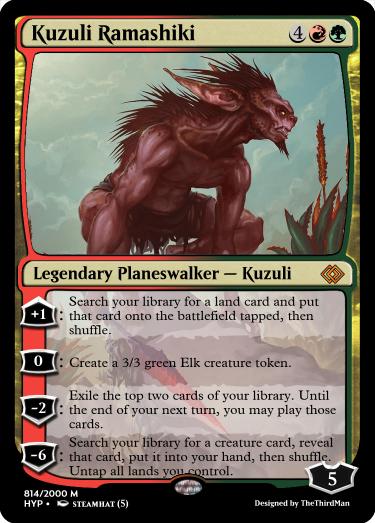 Kuzuli Ramashiki 4
Legendary Planeswalker — Kuzuli
+1: Search your library for a land card and put
that card onto the battlefield tapped, then
shuffle.
0: Create a 3/3 green Elk creature token.
-2: Exile the top two cards of your library. Until
the end of your next turn, you may play those
cards.
-6: Search your library for a creature card, reveal
that card, put it into your hand, then shuffle.
Untap all lands you control.
5
814/2000 M
HYP • STEAMHAT (5) Designed by TheThirdMan